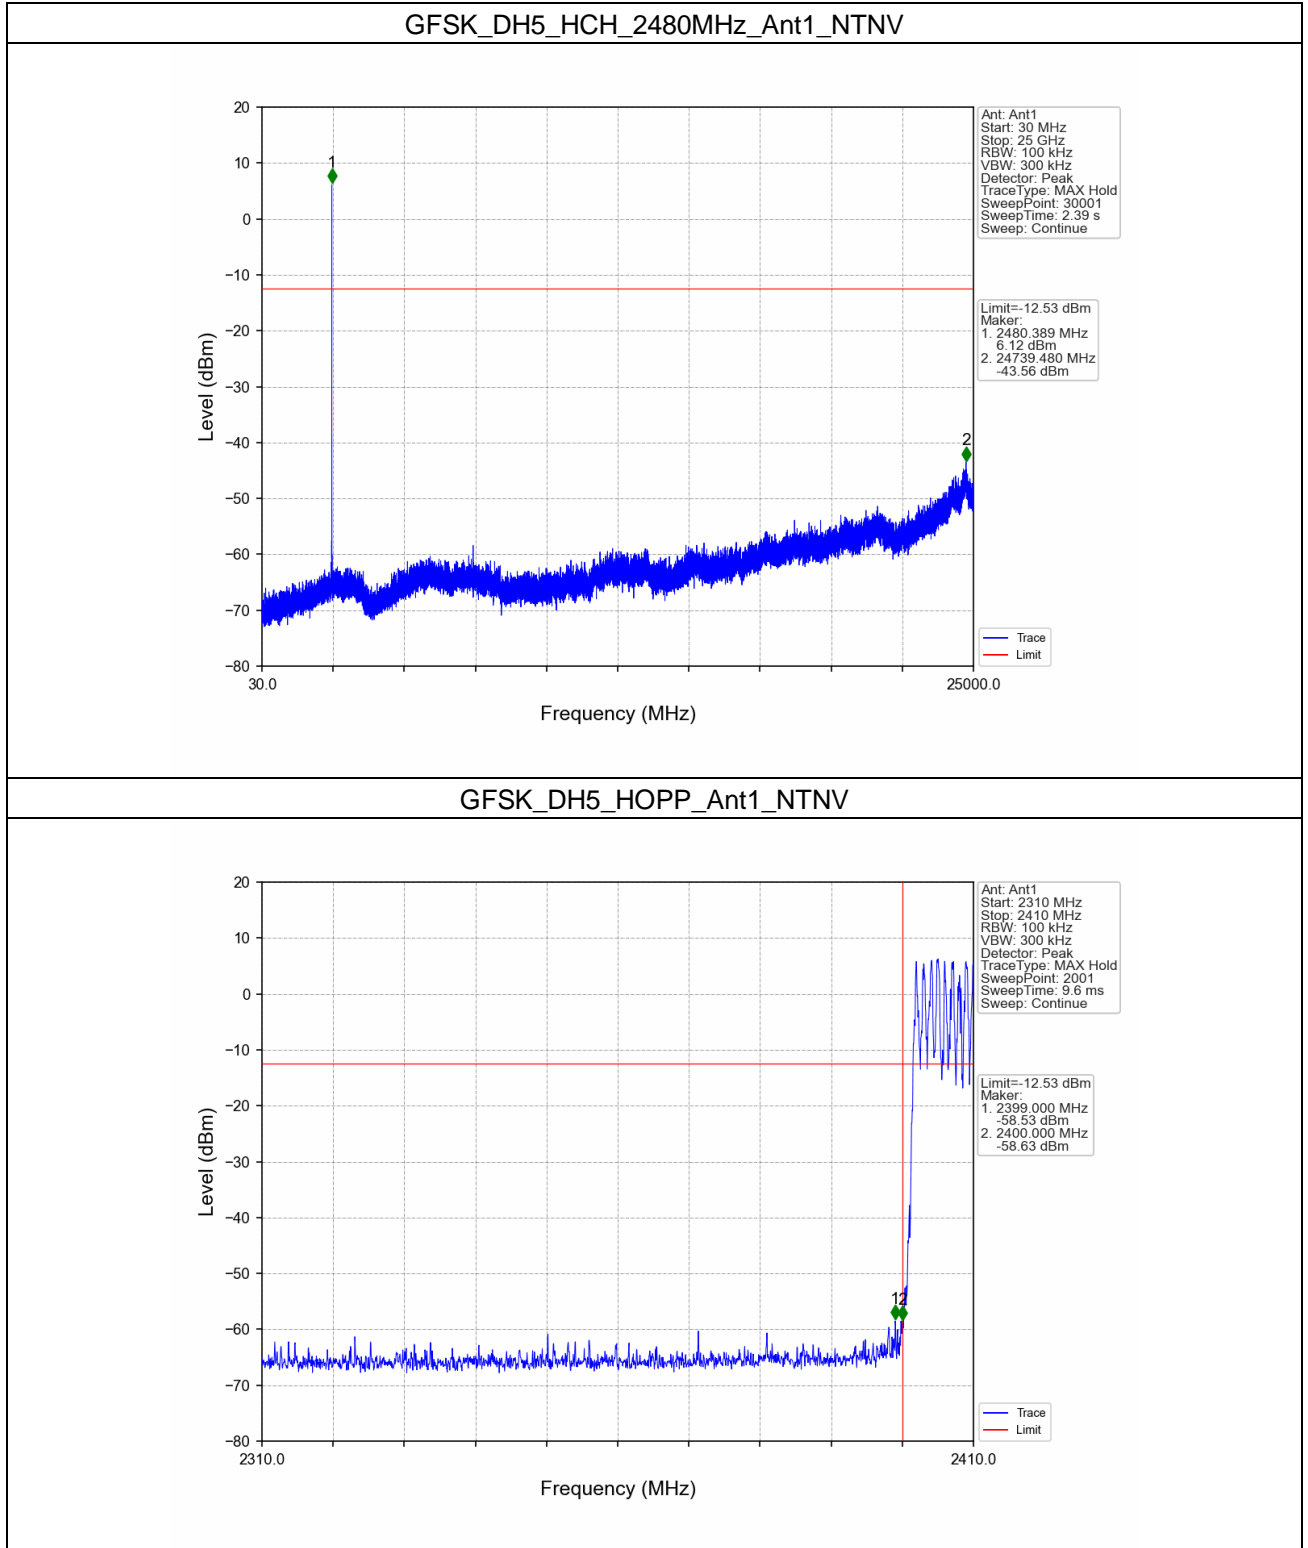 GFSK_DH5_HCH_2480MHz_Ant1_NTNV
20
10
0
−10
−20
−30
−40
−50
−60
−70
−80
Level (dBm)
1
2
30.0
25000.0
Frequency (MHz)
Ant: Ant1
Start: 30 MHz
Stop: 25 GHz
RBW: 100 kHz
VBW: 300 kHz
Detector: Peak
TraceType: MAX Hold
SweepPoint: 30001
SweepTime: 2.39 s
Sweep: Continue
Limit=-12.53 dBm
Maker:
1. 2480.389 MHz
6.12 dBm
2. 24739.480 MHz
-43.56 dBm
Trace
Limit
GFSK_DH5_HOPP_Ant1_NTNV
20
10
0
−10
−20
−30
−40
−50
−60
−70
−80
Level (dBm)
1
2
2310.0
2410.0
Frequency (MHz)
Ant: Ant1
Start: 2310 MHz
Stop: 2410 MHz
RBW: 100 kHz
VBW: 300 kHz
Detector: Peak
TraceType: MAX Hold
SweepPoint: 2001
SweepTime: 9.6 ms
Sweep: Continue
Limit=-12.53 dBm
Maker:
1. 2399.000 MHz
-58.53 dBm
2. 2400.000 MHz
-58.63 dBm
Trace
Limit